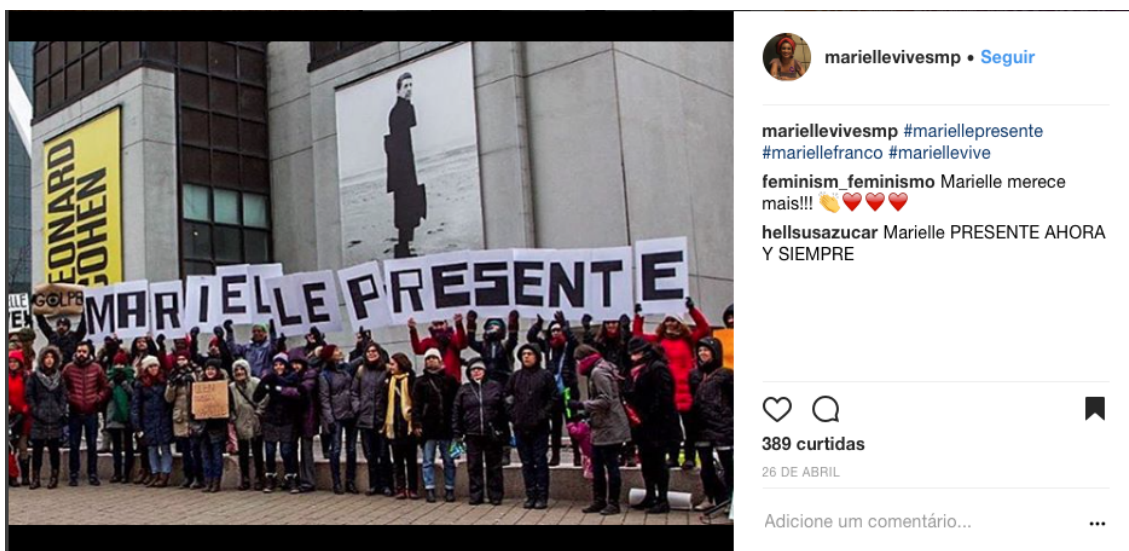 LEONARD
COHEN
GOLPE
MARIELLE PRESENTE
mariellevivesmp • Seguir
mariellevivesmp #mariellepresente
#mariellefranco #mariellevive
feminism_feminismo Marielle merece
mais!!! 👏❤️❤️❤️
hellsusazucar Marielle PRESENTE AHORA
Y SIEMPRE
389 curtidas
26 DE ABRIL
Adicione um comentário...